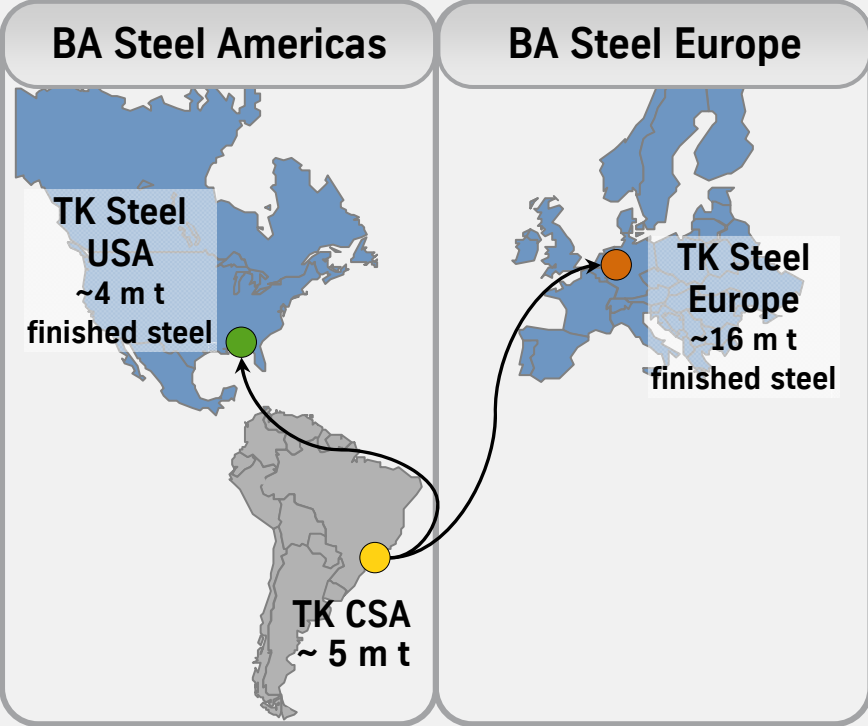 BA Steel Americas
TK Steel
USA
~4 m t
finished steel
TK CSA
~ 5 m t
BA Steel Europe
TK Steel
Europe
~16 m t
finished steel